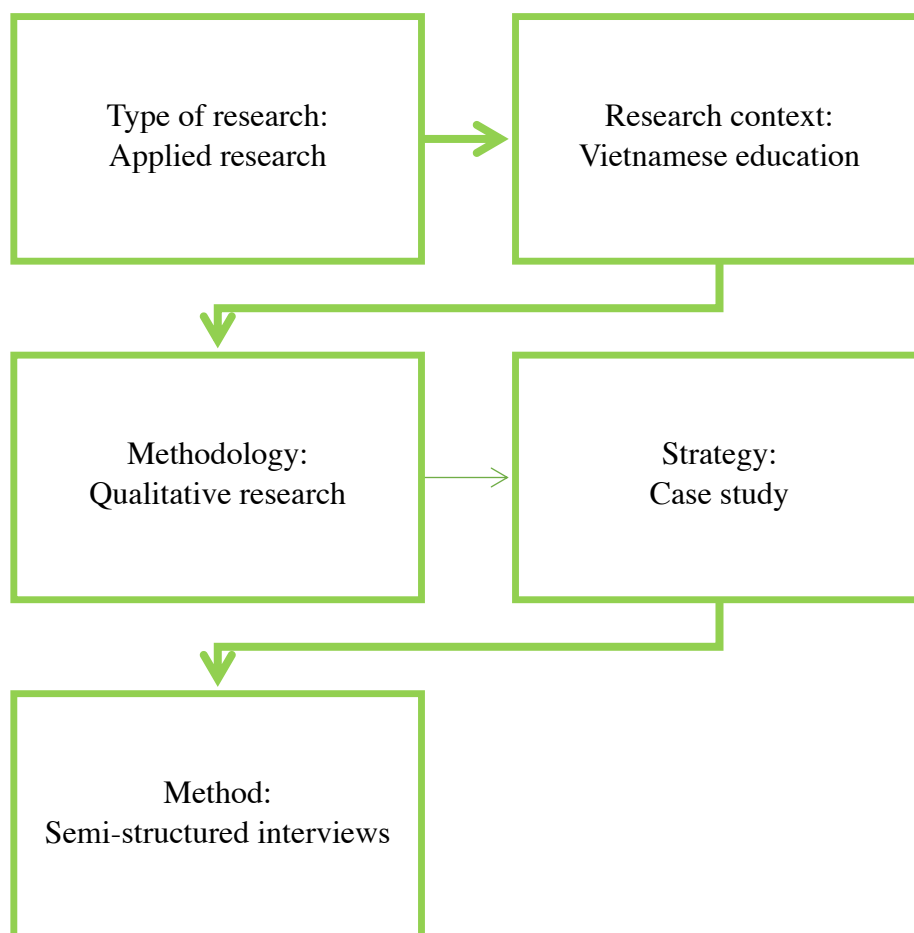 Type of research:
Applied research
Research context:
Vietnamese education
Methodology:
Qualitative research
Strategy:
Case study
Method:
Semi-structured interviews